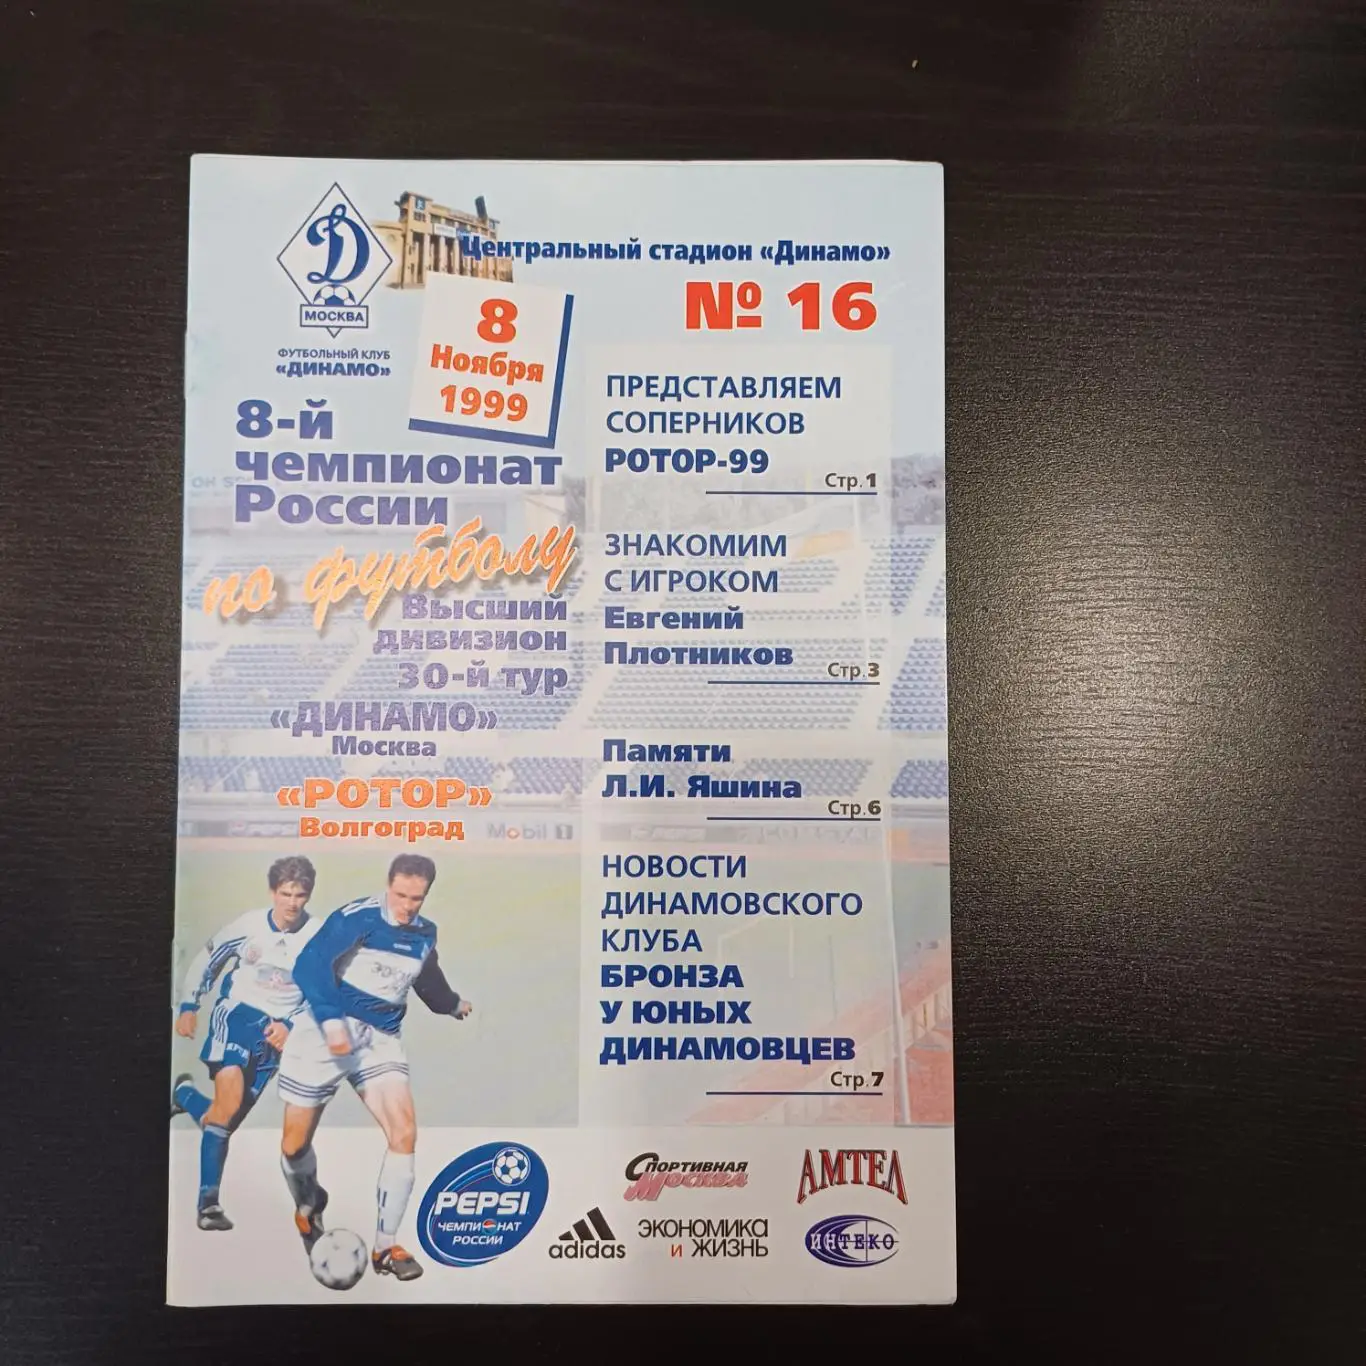 Д
МОСКВА
ФУТБОЛЬНЫЙ КЛУБ
«ДИНАМО»
Центральный стадион «Динамо»
№ 16
8
Ноября
1999
8-й
чемпионат
России
по футболу
Высший
дивизион
30-й тур
«ДИНАМО»
Москва
«РОТОР»
Волгоград
ПРЕДСТАВЛЯЕМ
СОПЕРНИКОВ
РОТОР-99
Стр.1
ЗНАКОМИМ
С ИГРОКОМ
Евгений
Плотников
Стр.3
Памяти
Л.И. Яшина
Стр.6
НОВОСТИ
ДИНАМОВСКОГО
КЛУБА
БРОНЗА
У ЮНЫХ
ДИНАМОВЦЕВ
Стр.7
Mobil 1
PEPSI
ЧЕМПИОНАТ
РОССИИ
adidas
Спортивная
Москва
ЭКОНОМИКА
И ЖИЗНЬ
АМТЕЛ
ИНТЕКО